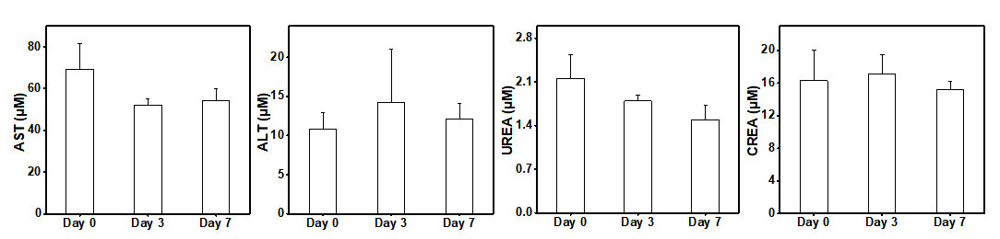 AST (μM)
80
60
40
20
0
Day 0 Day 3 Day 7
ALT (μM)
20
15
10
5
0
Day 0 Day 3 Day 7
UREA (μM)
2.8
2.1
1.4
0.7
0.0
Day 0 Day 3 Day 7
CREA (μM)
20
16
12
8
4
0
Day 0 Day 3 Day 7